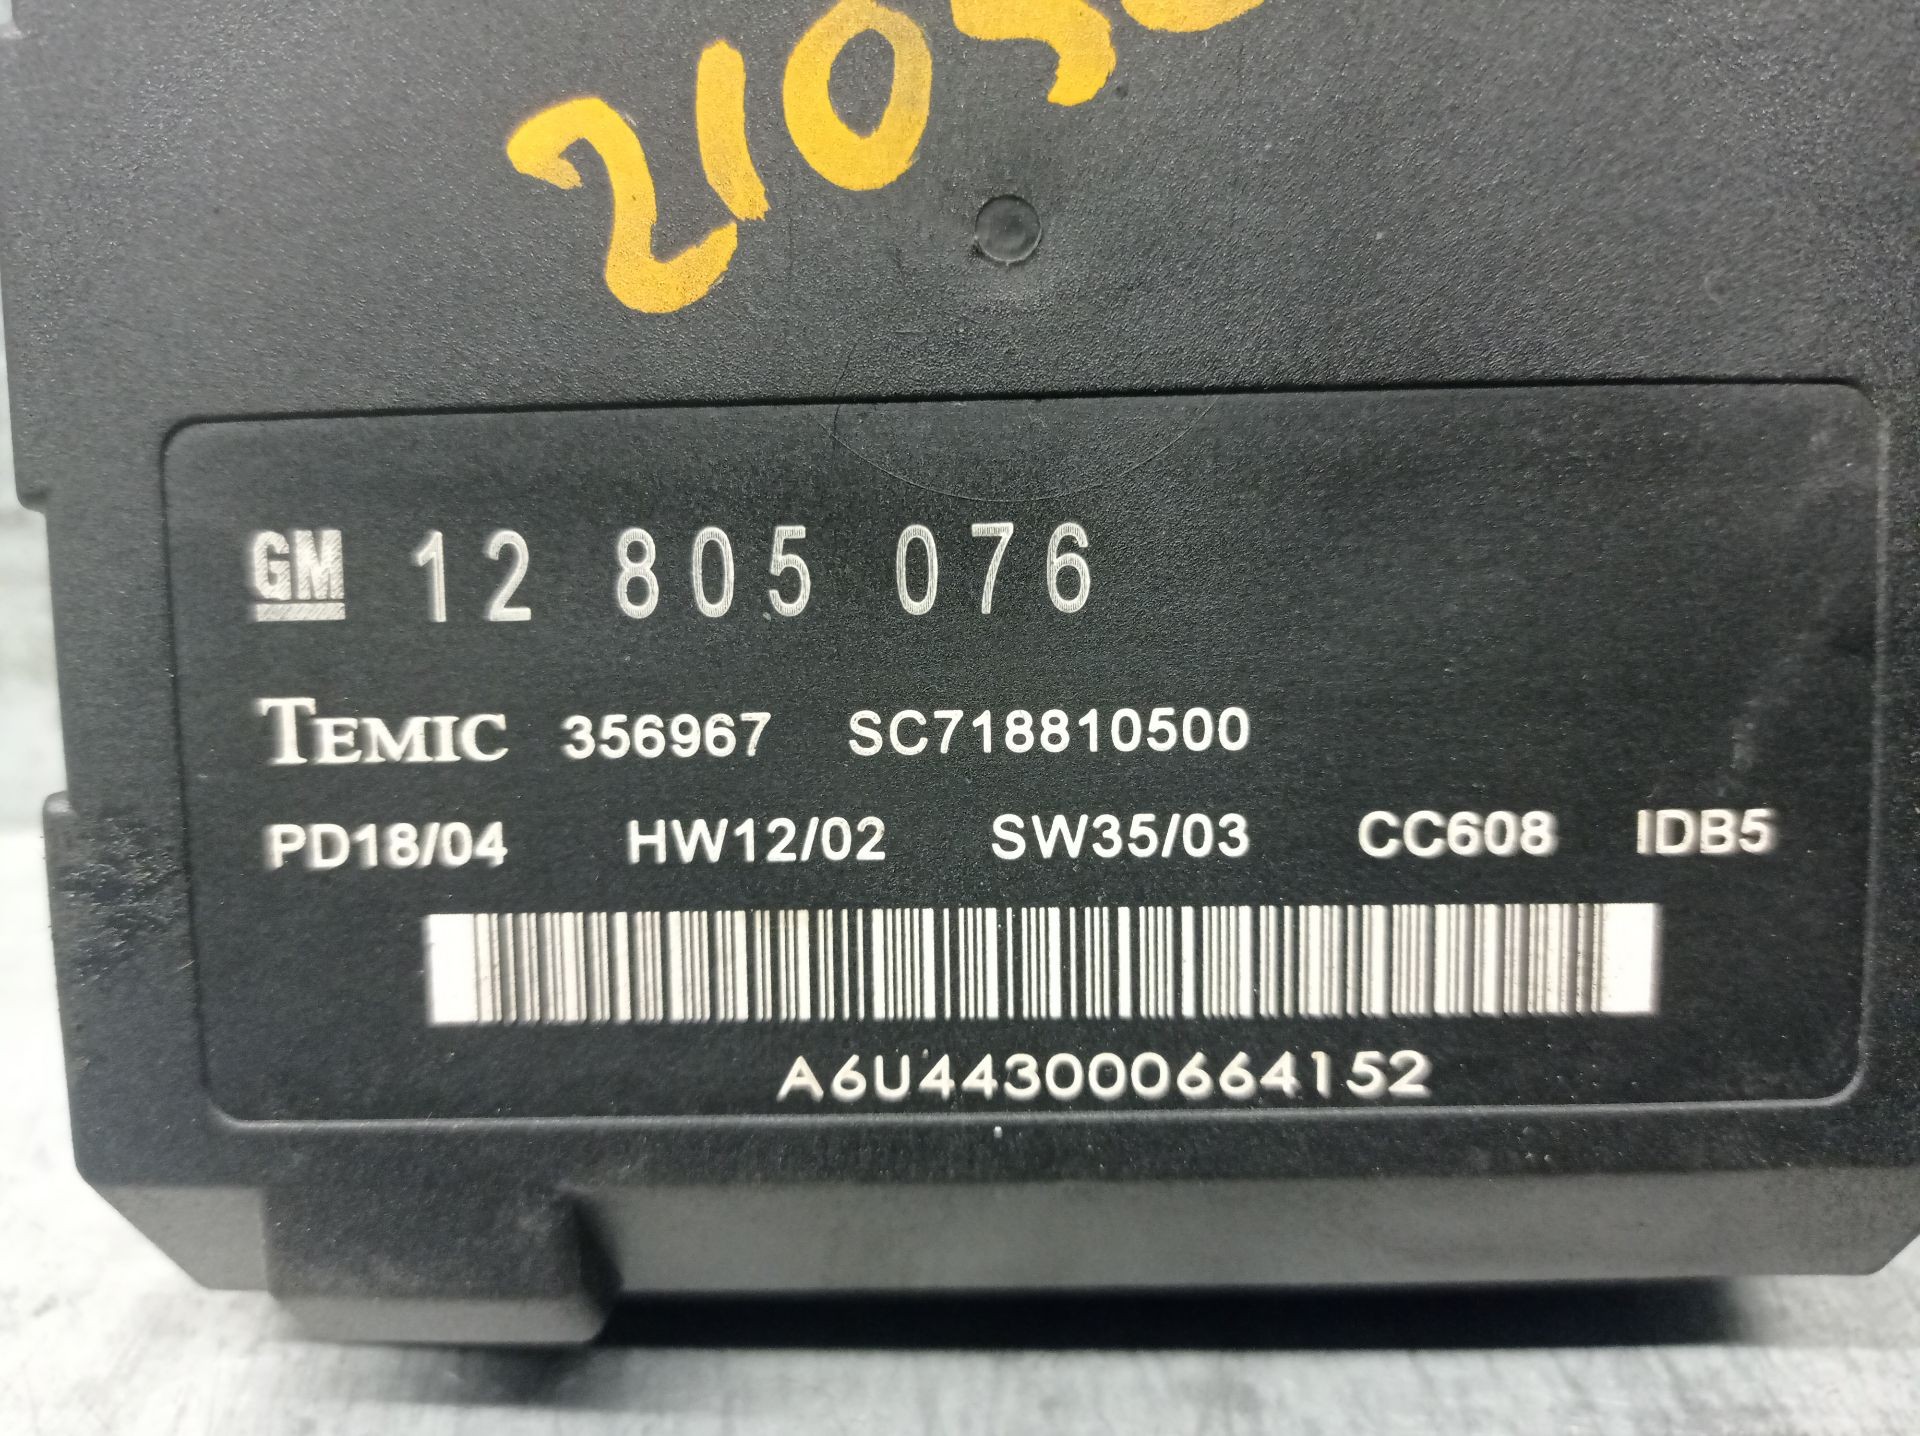 GM 12 805 076
TEMIC 356967 SC718810500
PD18/04 HW12/02 SW35/03 CC608 IDB5
A6U443000664152